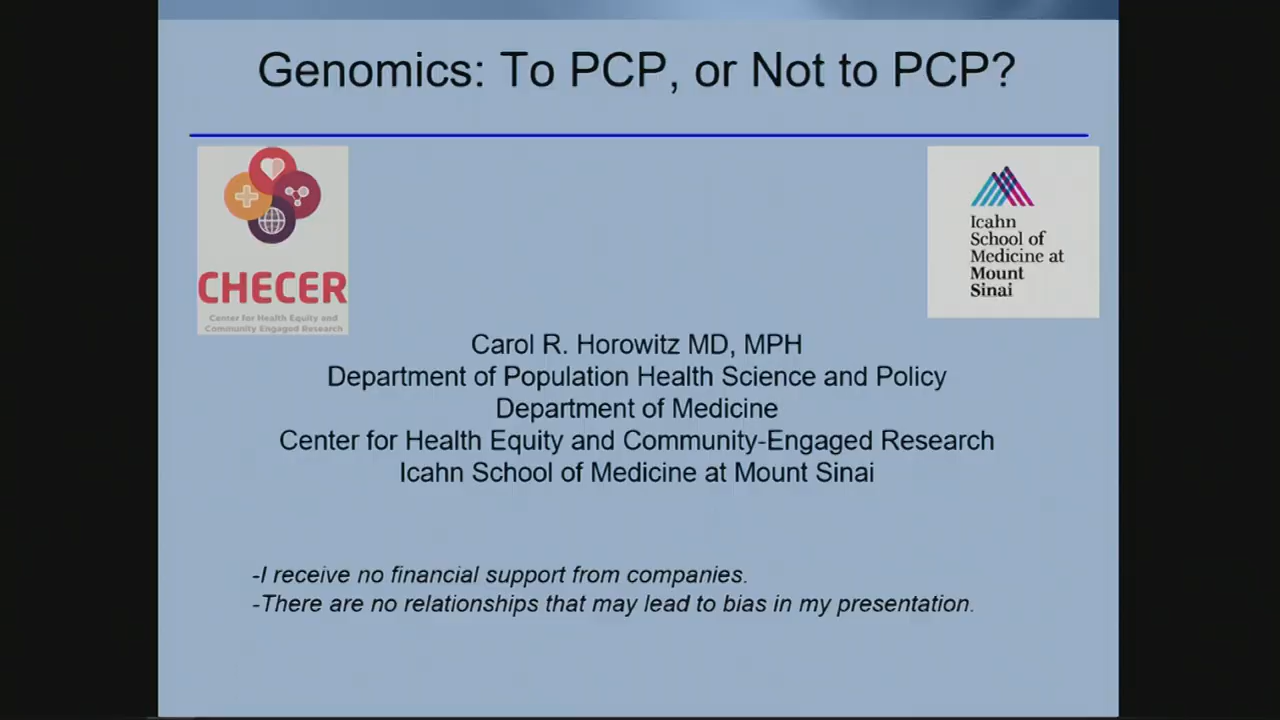 Genomics: To PCP, or Not to PCP?
CHECER
Center for Health Equity and
Community Engaged Research
Icahn
School of
Medicine at
Mount
Sinai
Carol R. Horowitz MD, MPH
Department of Population Health Science and Policy
Department of Medicine
Center for Health Equity and Community-Engaged Research
Icahn School of Medicine at Mount Sinai
-I receive no financial support from companies.
-There are no relationships that may lead to bias in my presentation.